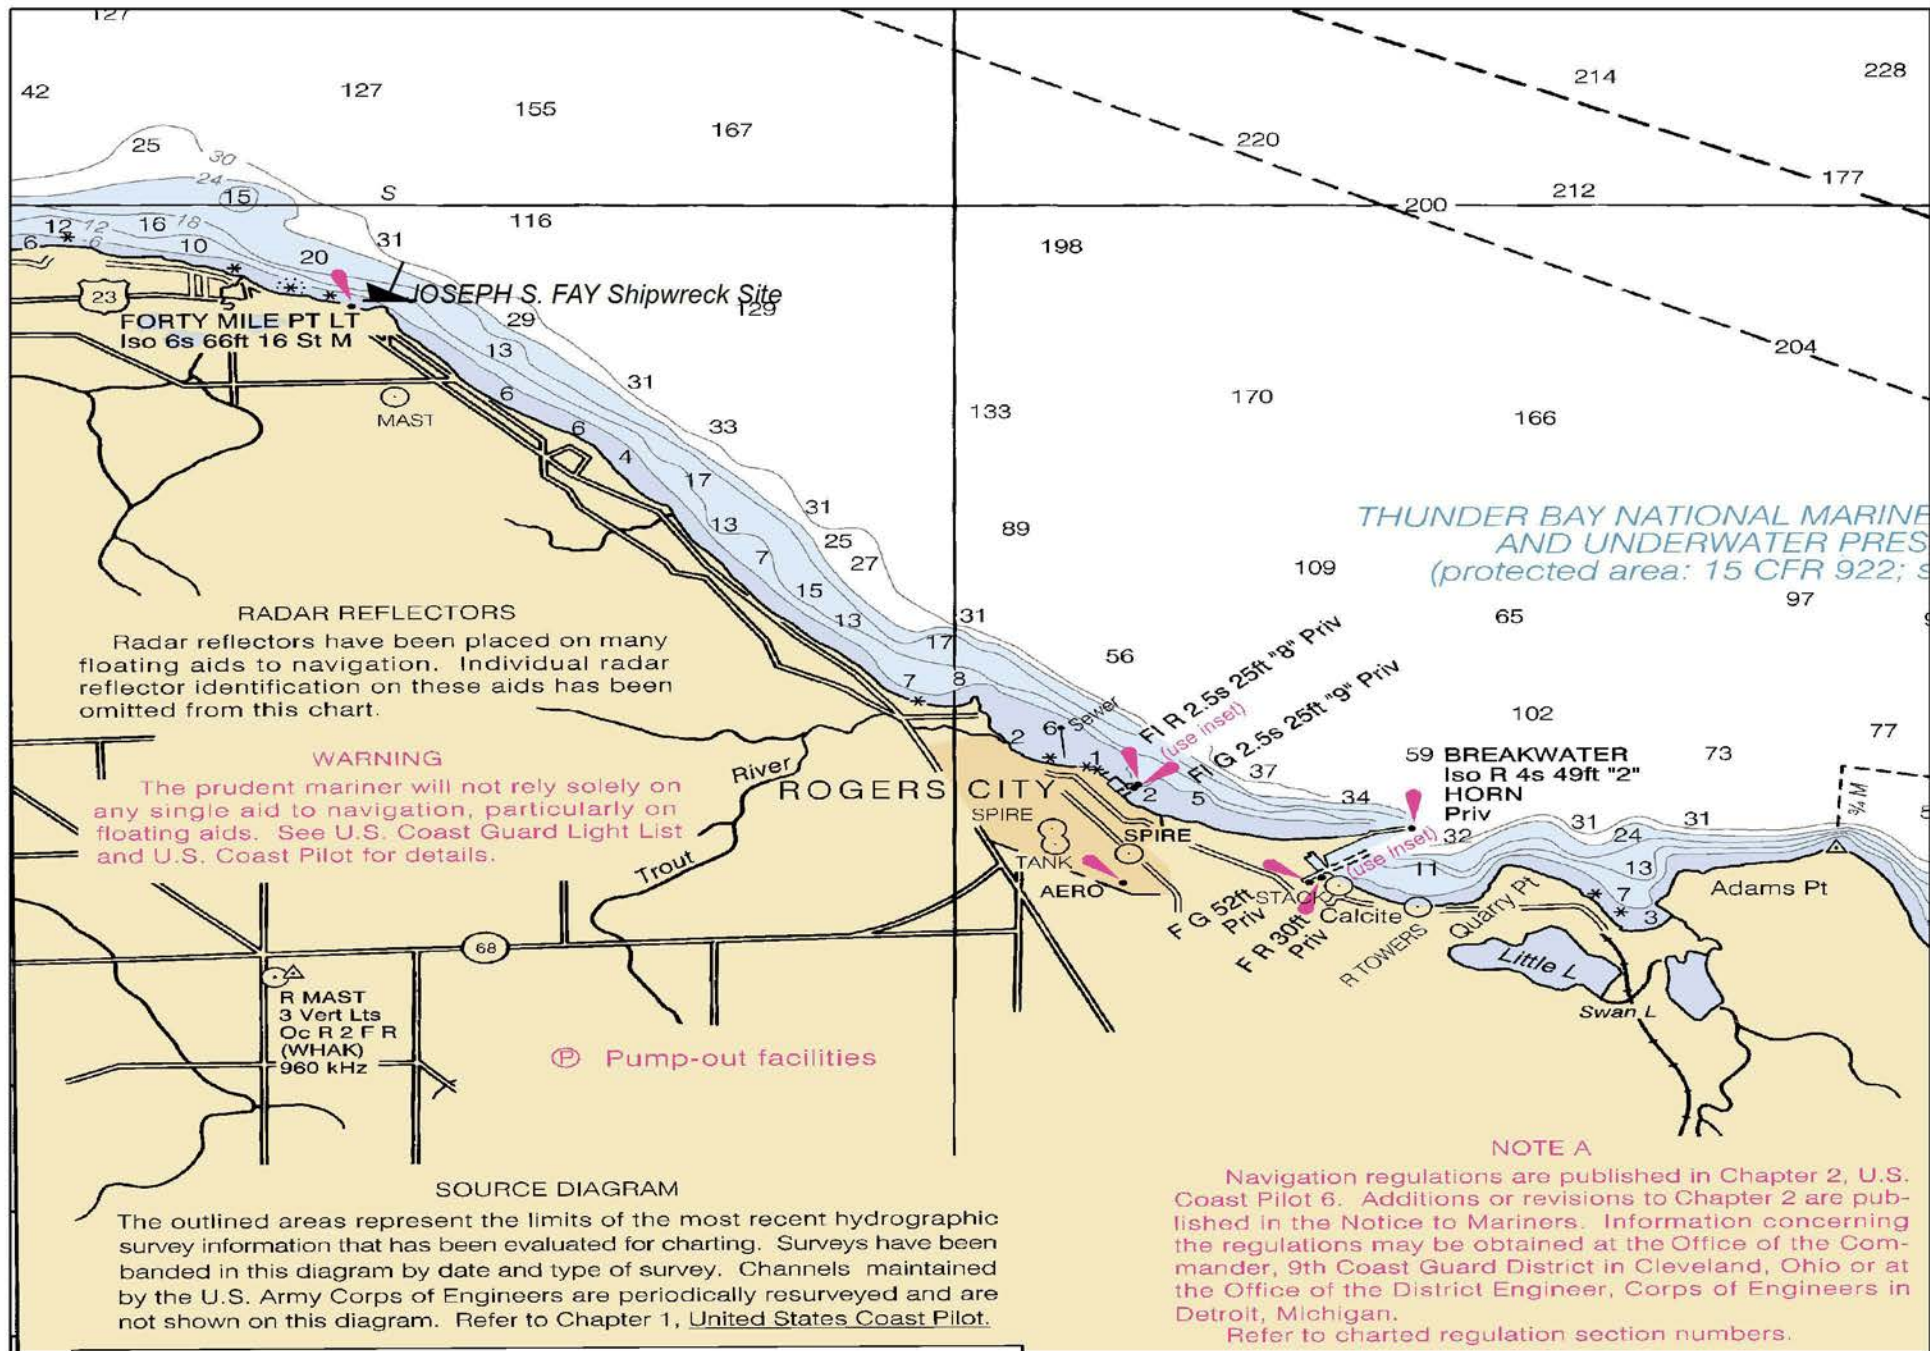 127
42
127
155
167
214
228
220
25
30
24
15
S
177
212
200
12
12
16
18
6
6
10
20
31
116
198
23
JOSEPH S. FAY Shipwreck Site
129
FORTY MILE PT LT
Iso 6s 66ft 16 St M
29
13
204
31
6
170
133
166
MAST
33
6
4
17
31
13
89
25
7
27
THUNDER BAY NATIONAL MARINE
AND UNDERWATER PRES
(protected area: 15 CFR 922; s
109
15
97
13
31
65
17
56
7
8
RADAR REFLECTORS
Radar reflectors have been placed on many
floating aids to navigation. Individual radar
reflector identification on these aids has been
omitted from this chart.
WARNING
The prudent mariner will not rely solely on
any single aid to navigation, particularly on
floating aids. See U.S. Coast Guard Light List
and U.S. Coast Pilot for details.
Fl R 2.5s 25ft "8" Priv
(use inset)
Fl G 2.5s 25ft "9" Priv
2
6
Sewer
1
2
5
37
34
102
77
73
59
BREAKWATER
Iso R 4s 49ft "2"
HORN
Priv
3/4 M
5
River
Trout
ROGERS CITY
SPIRE
SPIRE
TANK
AERO
32
(use inset)
31
24
31
11
13
7
3
Adams Pt
STACK
Calcite
F G 52ft
Priv
F R 30ft
Priv
R TOWERS
Quarry Pt
Little L
Swan L
68
R MAST
3 Vert Lts
Oc R 2 F R
(WHAK)
960 kHz
P Pump-out facilities
SOURCE DIAGRAM
The outlined areas represent the limits of the most recent hydrographic
survey information that has been evaluated for charting. Surveys have been
banded in this diagram by date and type of survey. Channels maintained
by the U.S. Army Corps of Engineers are periodically resurveyed and are
not shown on this diagram. Refer to Chapter 1, United States Coast Pilot.
NOTE A
Navigation regulations are published in Chapter 2, U.S.
Coast Pilot 6. Additions or revisions to Chapter 2 are pub-
lished in the Notice to Mariners. Information concerning
the regulations may be obtained at the Office of the Com-
mander, 9th Coast Guard District in Cleveland, Ohio or at
the Office of the District Engineer, Corps of Engineers in
Detroit, Michigan.
Refer to charted regulation section numbers.